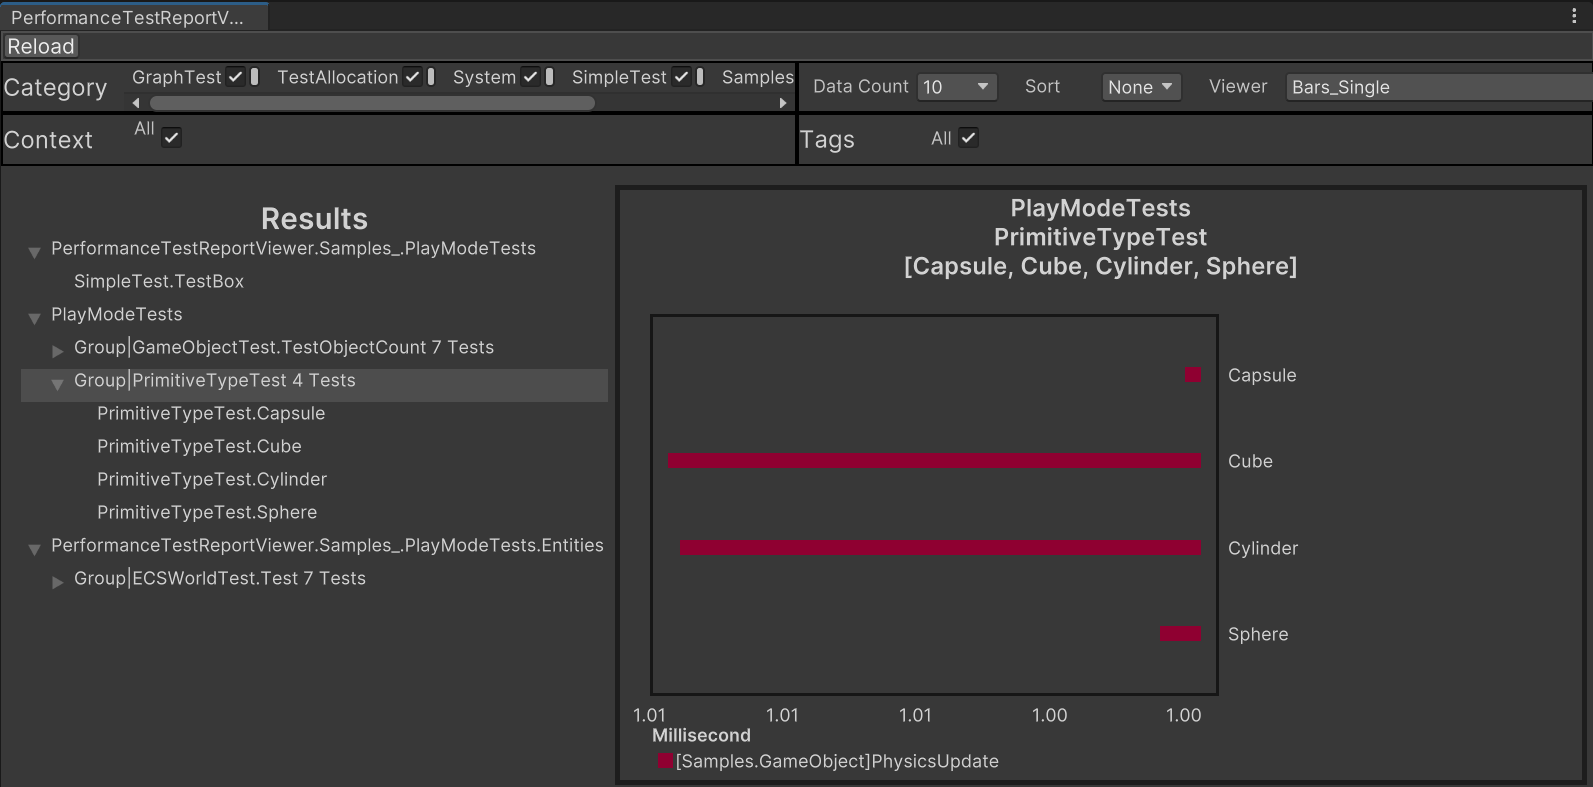 PerformanceTestReportV...
Reload
Category GraphTest TestAllocation System SimpleTest Samples Data Count 10 Sort None Viewer Bars_Single
Context All Tags All
Results
PerformanceTestReportViewer.Samples_.PlayModeTests
SimpleTest.TestBox
PlayModeTests
Group|GameObjectTest.TestObjectCount 7 Tests
Group|PrimitiveTypeTest 4 Tests
PrimitiveTypeTest.Capsule
PrimitiveTypeTest.Cube
PrimitiveTypeTest.Cylinder
PrimitiveTypeTest.Sphere
PerformanceTestReportViewer.Samples_.PlayModeTests.Entities
Group|ECSWorldTest.Test 7 Tests
PlayModeTests
PrimitiveTypeTest
[Capsule, Cube, Cylinder, Sphere]
Capsule
Cube
Cylinder
Sphere
1.01 1.01 1.01 1.00 1.00
Millisecond
[Samples.GameObject]PhysicsUpdate